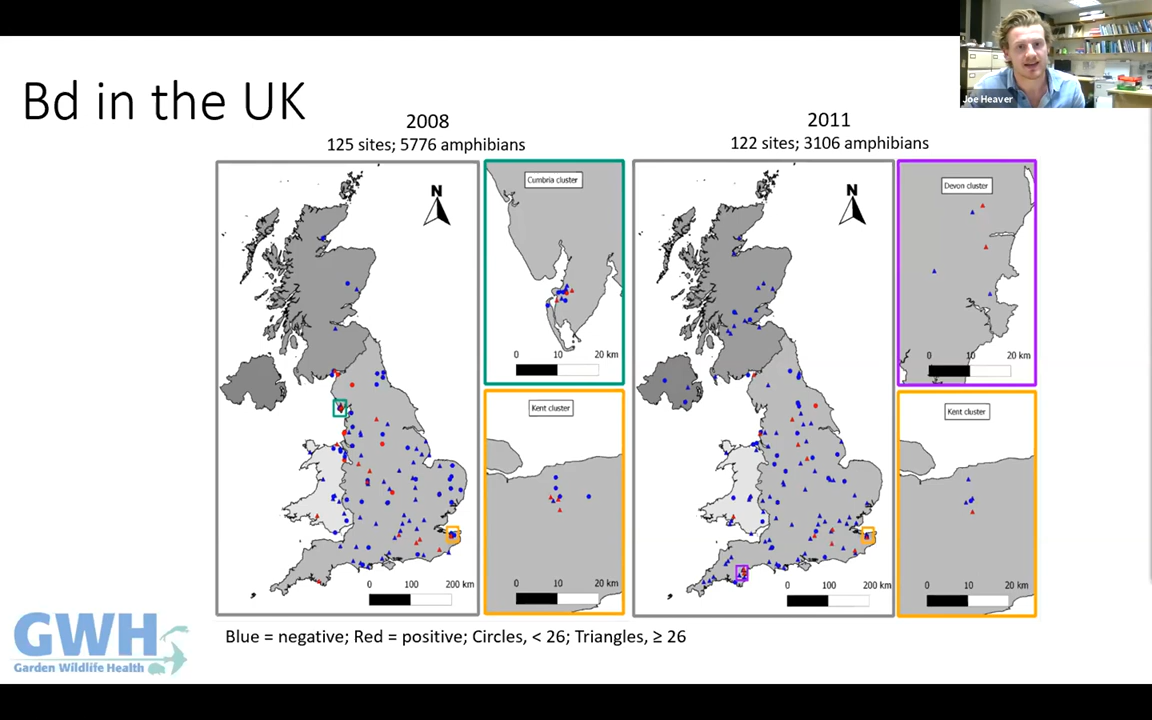 Joe Heaver
Bd in the UK
2008
125 sites; 5776 amphibians
2011
122 sites; 3106 amphibians
N
Cumbria cluster
0 10 20 km
Kent cluster
0 10 20 km
0 100 200 km
N
Devon cluster
0 10 20 km
Kent cluster
0 10 20 km
0 100 200 km
Blue = negative; Red = positive; Circles, < 26; Triangles, ≥ 26
GWH
Garden Wildlife Health